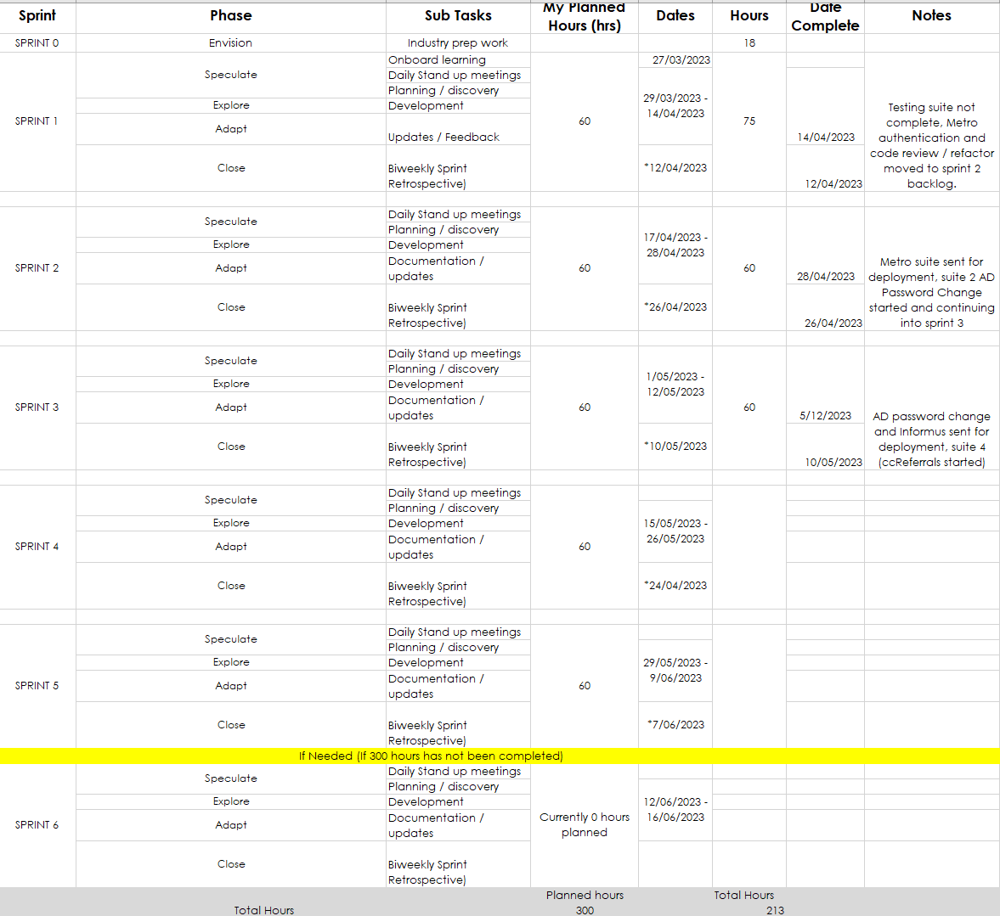 Sprint Phase Sub Tasks My Planned Hours (hrs) Dates Hours Date Complete Notes
SPRINT 0 Envision Industry prep work 18
SPRINT 1
Speculate
Onboard learning 27/03/2023
Daily Stand up meetings
Planning / discovery
Explore Development
Adapt Updates / Feedback
Close Biweekly Sprint
Retrospective)
60
29/03/2023 -
14/04/2023
*12/04/2023
75
14/04/2023
12/04/2023
Testing suite not
complete, Metro
authentication and
code review / refactor
moved to sprint 2
backlog.
SPRINT 2
Speculate
Daily Stand up meetings
Planning / discovery
Explore Development
Adapt Documentation /
updates
Close Biweekly Sprint
Retrospective)
60
17/04/2023 -
28/04/2023
*26/04/2023
60
28/04/2023
26/04/2023
Metro suite sent for
deployment, suite 2 AD
Password Change
started and continuing
into sprint 3
SPRINT 3
Speculate
Daily Stand up meetings
Planning / discovery
Explore Development
Adapt Documentation /
updates
Close Biweekly Sprint
Retrospective)
60
1/05/2023 -
12/05/2023
*10/05/2023
60
5/12/2023
10/05/2023
AD password change
and Informus sent for
deployment, suite 4
(ccReferrals started)
SPRINT 4
Speculate
Daily Stand up meetings
Planning / discovery
Explore Development
Adapt Documentation /
updates
Close Biweekly Sprint
Retrospective)
60
15/05/2023 -
26/05/2023
*24/04/2023
SPRINT 5
Speculate
Daily Stand up meetings
Planning / discovery
Explore Development
Adapt Documentation /
updates
Close Biweekly Sprint
Retrospective)
60
29/05/2023 -
9/06/2023
*7/06/2023
If Needed (If 300 hours has not been completed)
SPRINT 6
Speculate
Daily Stand up meetings
Planning / discovery
Explore Development
Adapt Documentation /
updates
Close Biweekly Sprint
Retrospective)
Currently 0 hours
planned
12/06/2023 -
16/06/2023
Planned hours Total Hours
Total Hours 300 213